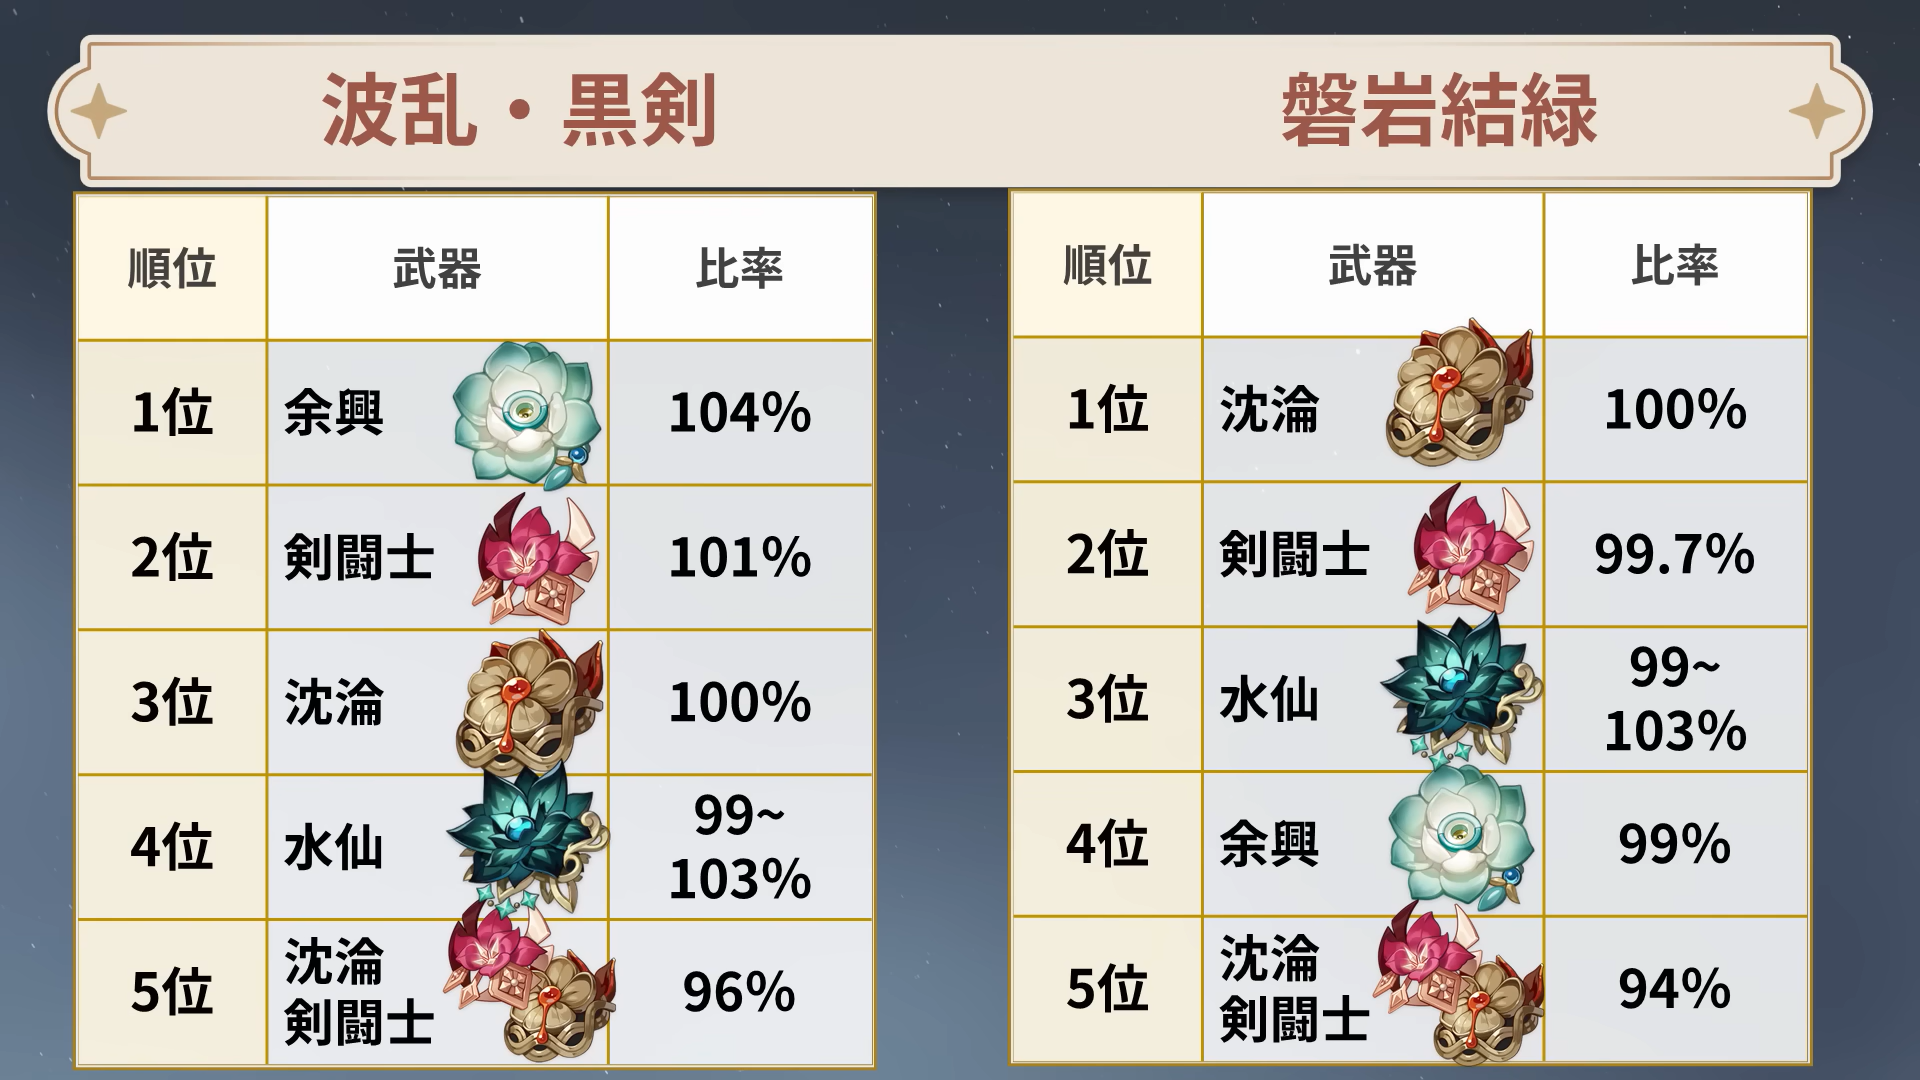 波乱・黒剣
順位 武器 比率
1位 余興 104%
2位 剣闘士 101%
3位 沈淪 100%
4位 水仙 99~
103%
5位 沈淪
剣闘士 96%
磐岩結緑
順位 武器 比率
1位 沈淪 100%
2位 剣闘士 99.7%
3位 水仙 99~
103%
4位 余興 99%
5位 沈淪
剣闘士 94%